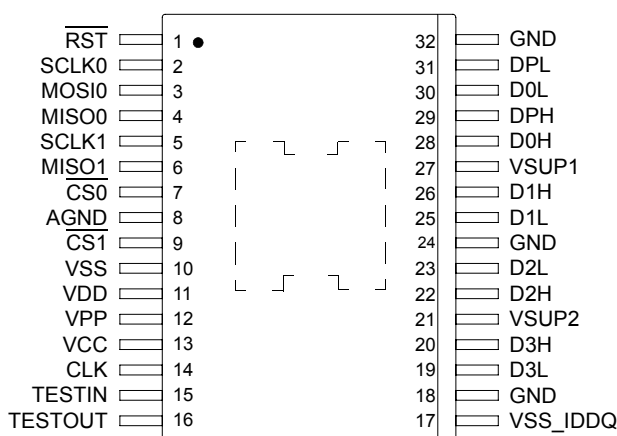 R̅S̅T̅ 1 32 GND
SCLK0 2 31 DPL
MOSI0 3 30 D0L
MISO0 4 29 DPH
SCLK1 5 28 D0H
MISO1 6 27 VSUP1
C̅S̅0̅ 7 26 D1H
AGND 8 25 D1L
C̅S̅1̅ 9 24 GND
VSS 10 23 D2L
VDD 11 22 D2H
VPP 12 21 VSUP2
VCC 13 20 D3H
CLK 14 19 D3L
TESTIN 15 18 GND
TESTOUT 16 17 VSS_IDDQ